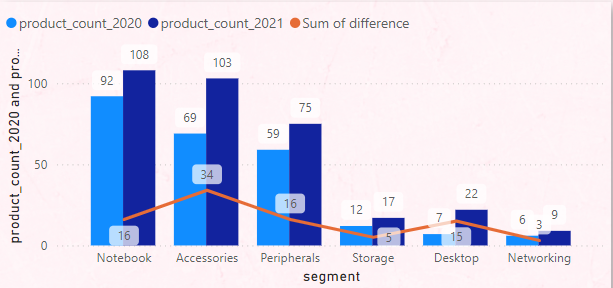 product_count_2020 product_count_2021 Sum of difference
product_count_2020 and pro...
100
50
0
92 108 69 103 59 75 12 17 7 22 6 9
16 34 16 5 15 3
Notebook Accessories Peripherals Storage Desktop Networking
segment